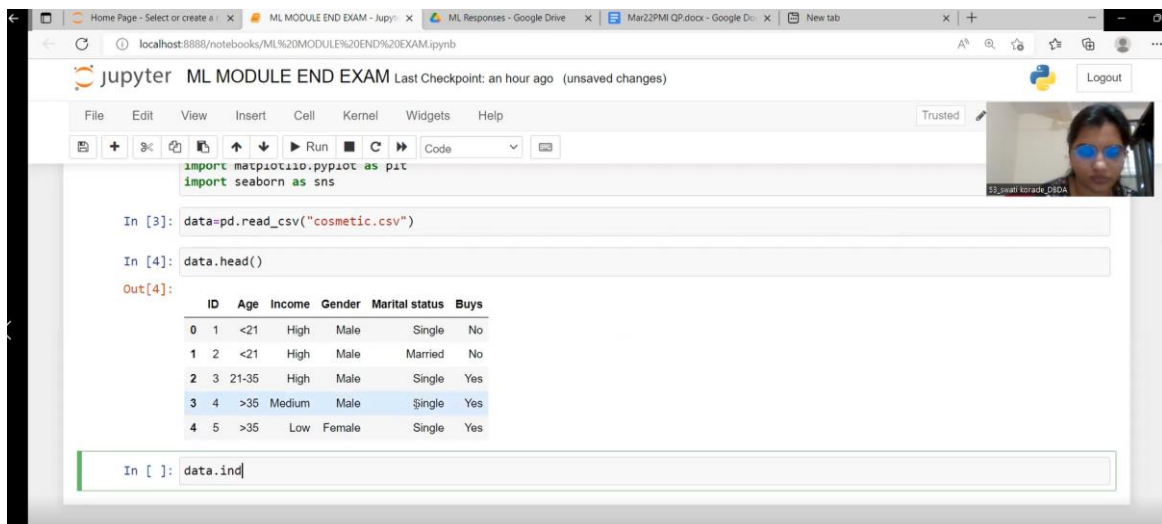 Home Page - Select or create a n ML MODULE END EXAM - Jupyt ML Responses - Google Drive Mar22PMI QP.docx - Google Do New tab
localhost:8888/notebooks/ML%20MODULE%20END%20EXAM.ipynb
jupyter ML MODULE END EXAM Last Checkpoint: an hour ago (unsaved changes) Logout
File Edit View Insert Cell Kernel Widgets Help Trusted
Run Code
import matplotlib.pyplot as plt
import seaborn as sns
53_swati korade_DBDA
In [3]: data=pd.read_csv("cosmetic.csv")
In [4]: data.head()
Out[4]:
ID Age Income Gender Marital status Buys
0 1 <21 High Male Single No
1 2 <21 High Male Married No
2 3 21-35 High Male Single Yes
3 4 >35 Medium Male Single Yes
4 5 >35 Low Female Single Yes
In [ ]: data.ind